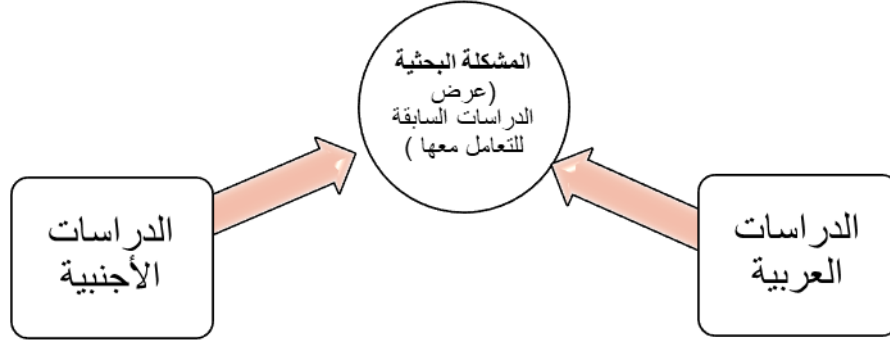 المشكلة البحثية
(عرض
الدراسات السابقة
للتعامل معها )
الدراسات
العربية
الدراسات
الأجنبية